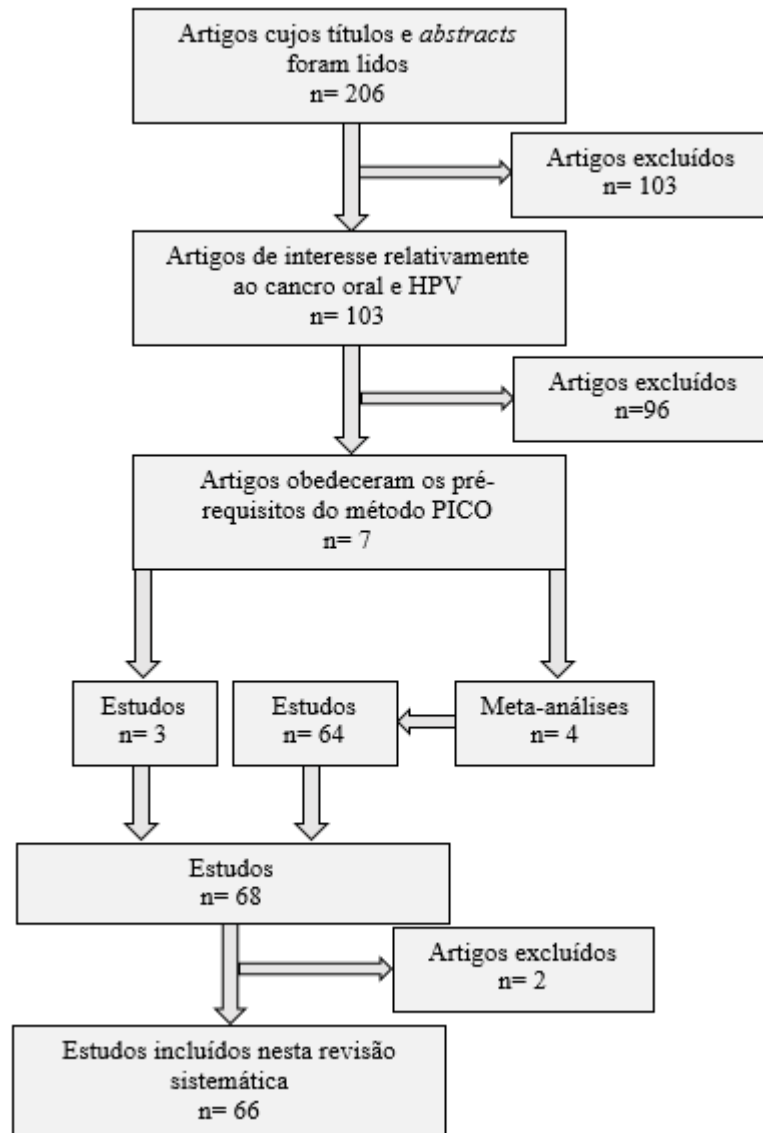 Artigos cujos títulos e abstracts
foram lidos
n= 206
Artigos excluídos
n= 103
Artigos de interesse relativamente
ao cancro oral e HPV
n= 103
Artigos excluídos
n=96
Artigos obedeceram os pré-
requisitos do método PICO
n= 7
Estudos
n= 3
Estudos
n= 64
Meta-análises
n= 4
Estudos
n= 68
Artigos excluídos
n= 2
Estudos incluídos nesta revisão
sistemática
n= 66